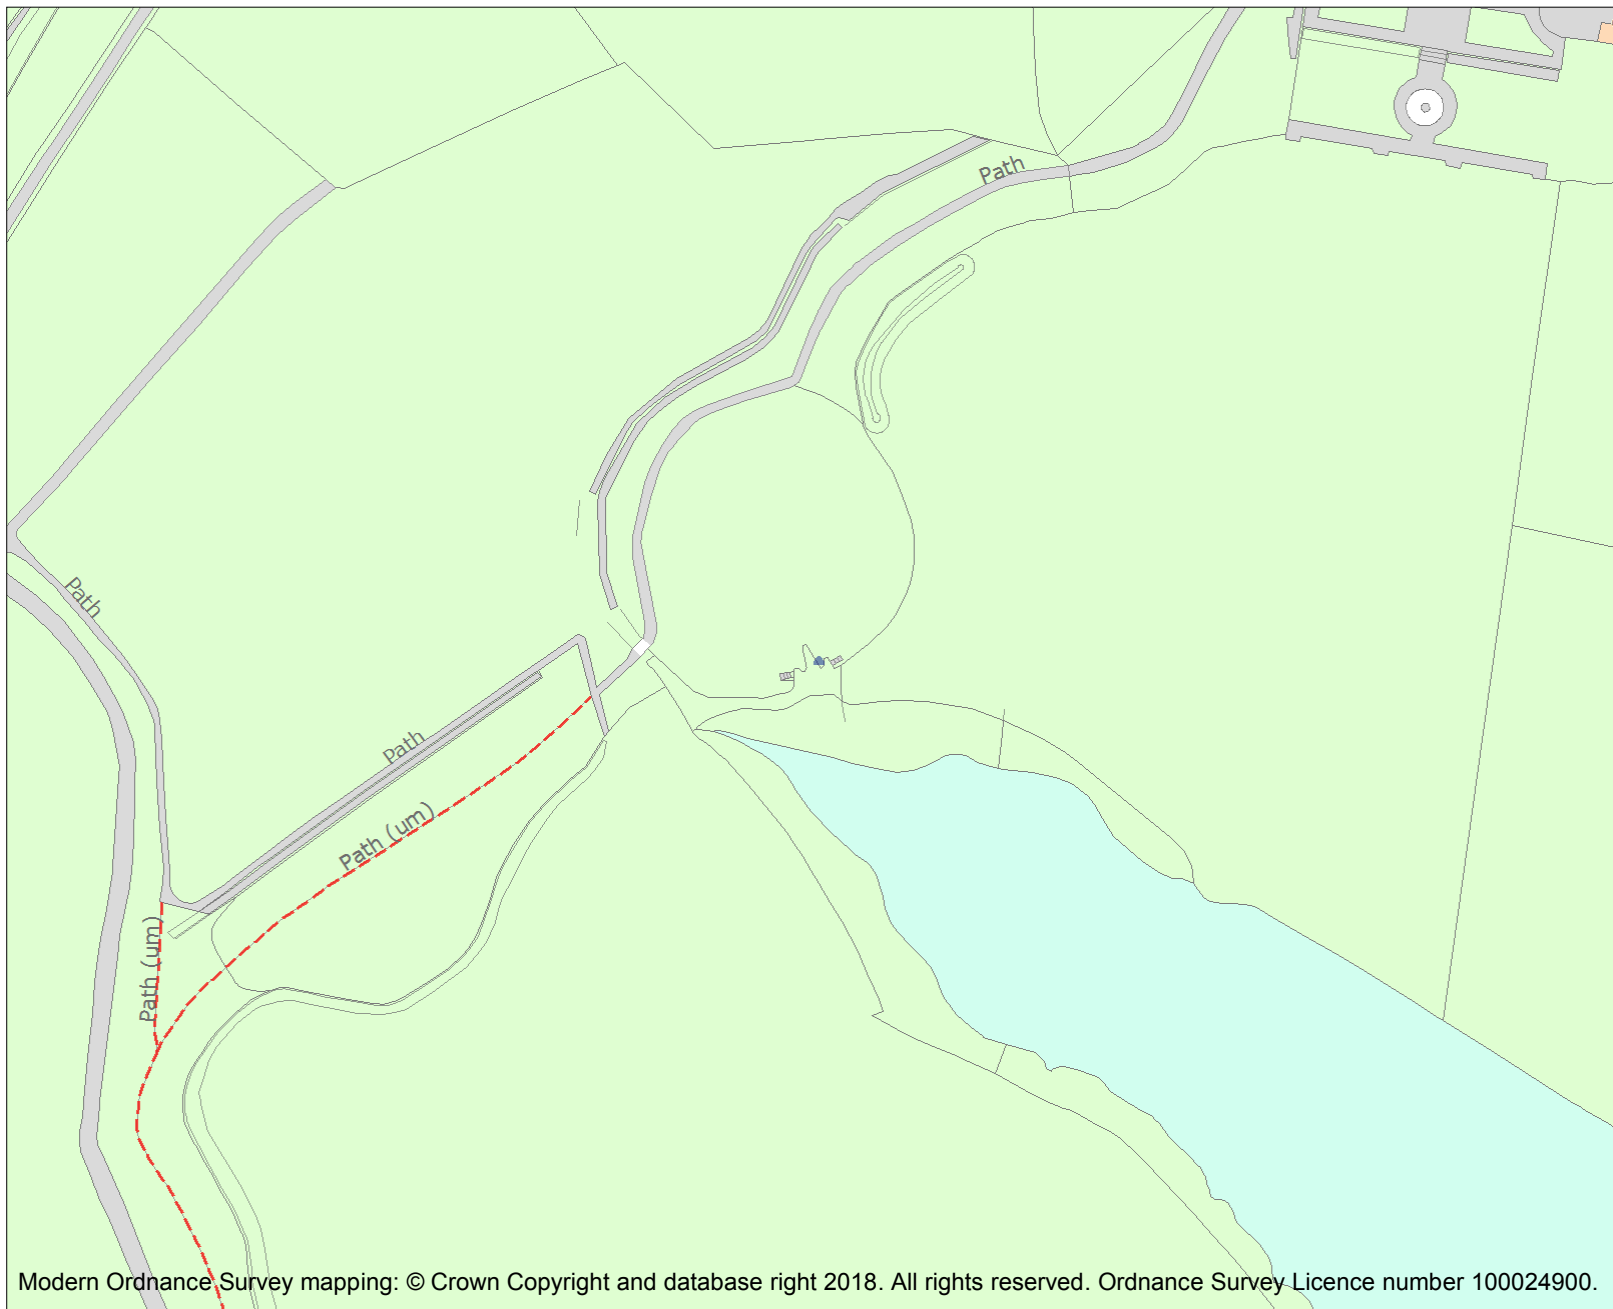 Path
Path
Path
Path (um)
Path (um)
Modern Ordnance Survey mapping: © Crown Copyright and database right 2018. All rights reserved. Ordnance Survey Licence number 100024900.